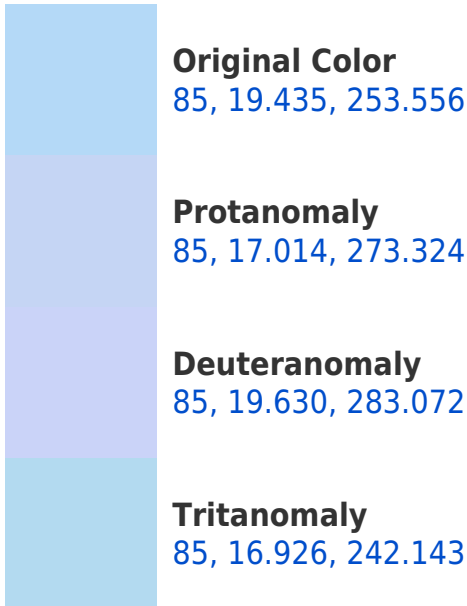 Original Color
85, 19.435, 253.556
Protanomaly
85, 17.014, 273.324
Deuteranomaly
85, 19.630, 283.072
Tritanomaly
85, 16.926, 242.143